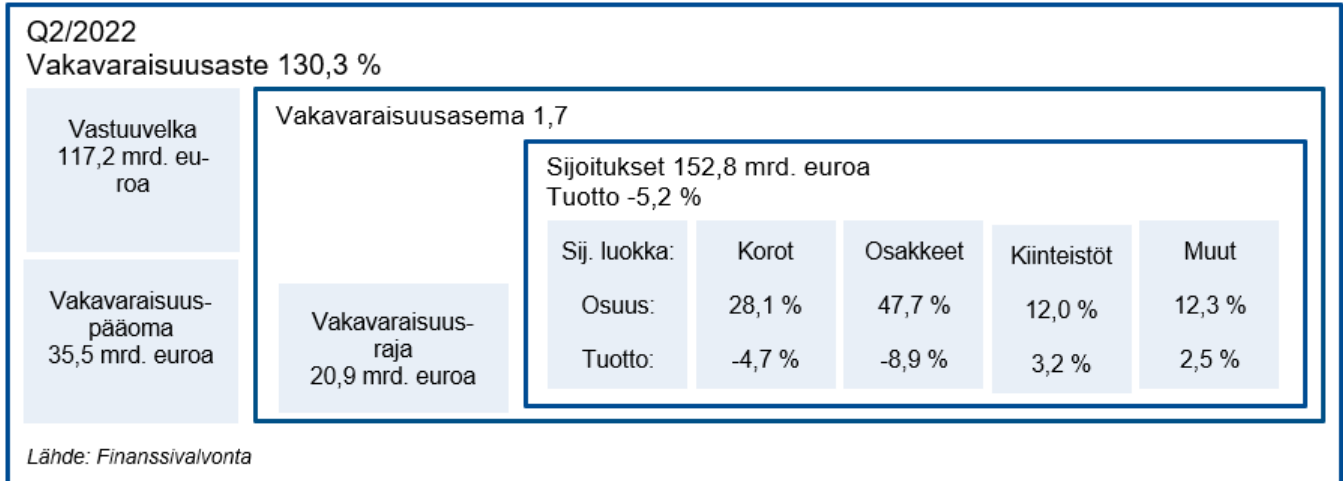 Q2/2022
Vakavaraisuusaste 130,3 %
Vastuuvelka
117,2 mrd. eu-
roa
Vakavaraisuus-
pääoma
35,5 mrd. euroa
Vakavaraisuusasema 1,7
Vakavaraisuus-
raja
20,9 mrd. euroa
Sijoitukset 152,8 mrd. euroa
Tuotto -5,2 %
Sij. luokka: Korot Osakkeet Kiinteistöt Muut
Osuus: 28,1 % 47,7 % 12,0 % 12,3 %
Tuotto: -4,7 % -8,9 % 3,2 % 2,5 %
Lähde: Finanssivalvonta